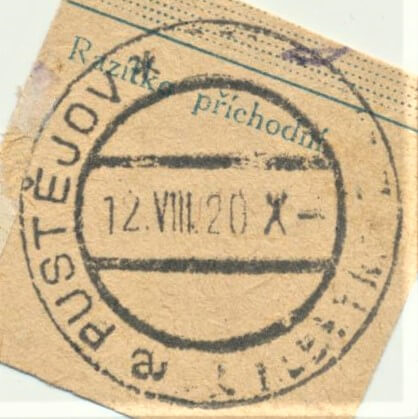 Razítko příchodní
PUSTĚJOV *
12.VIII.20 X –
a